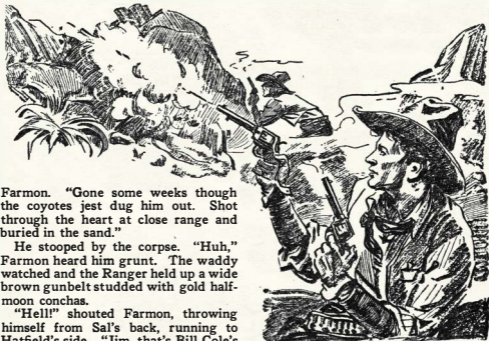 Farmon. "Gone some weeks though
the coyotes jest dug him out. Shot
through the heart at close range and
buried in the sand."
He stooped by the corpse. "Huh,"
Farmon heard him grunt. The waddy
watched and the Ranger held up a wide
brown gunbelt studded with gold half-
moon conchas.
"Hell!" shouted Farmon, throwing
himself from Sal's back, running to
Hatfield's side. "Jim, that's Bill Cole's